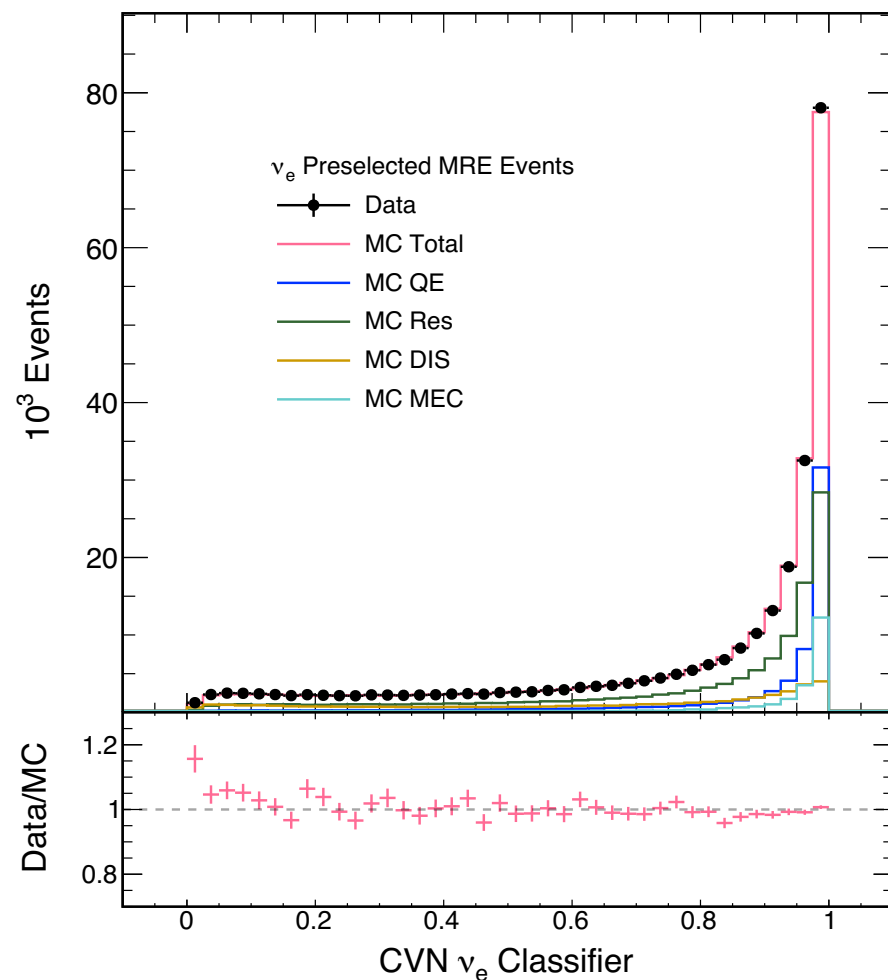 80
60
40
20
10³ Events
νₑ Preselected MRE Events
Data
MC Total
MC QE
MC Res
MC DIS
MC MEC
1.2
1
0.8
Data/MC
0 0.2 0.4 0.6 0.8 1
CVN νₑ Classifier